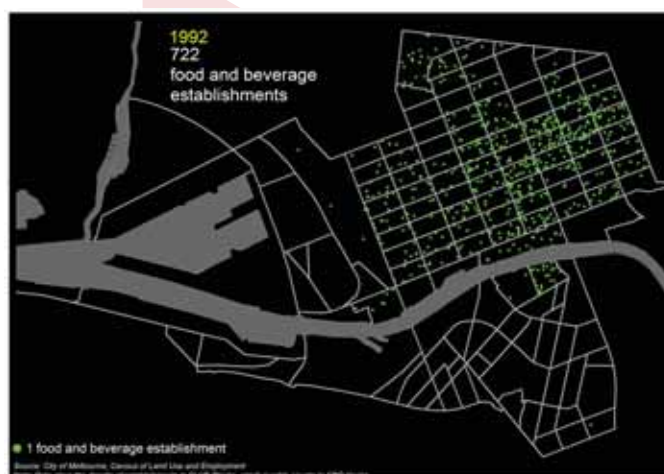 1992
722
food and beverage
establishments
1 food and beverage establishment
Source: City of Melbourne, Census of Land Use and Employment